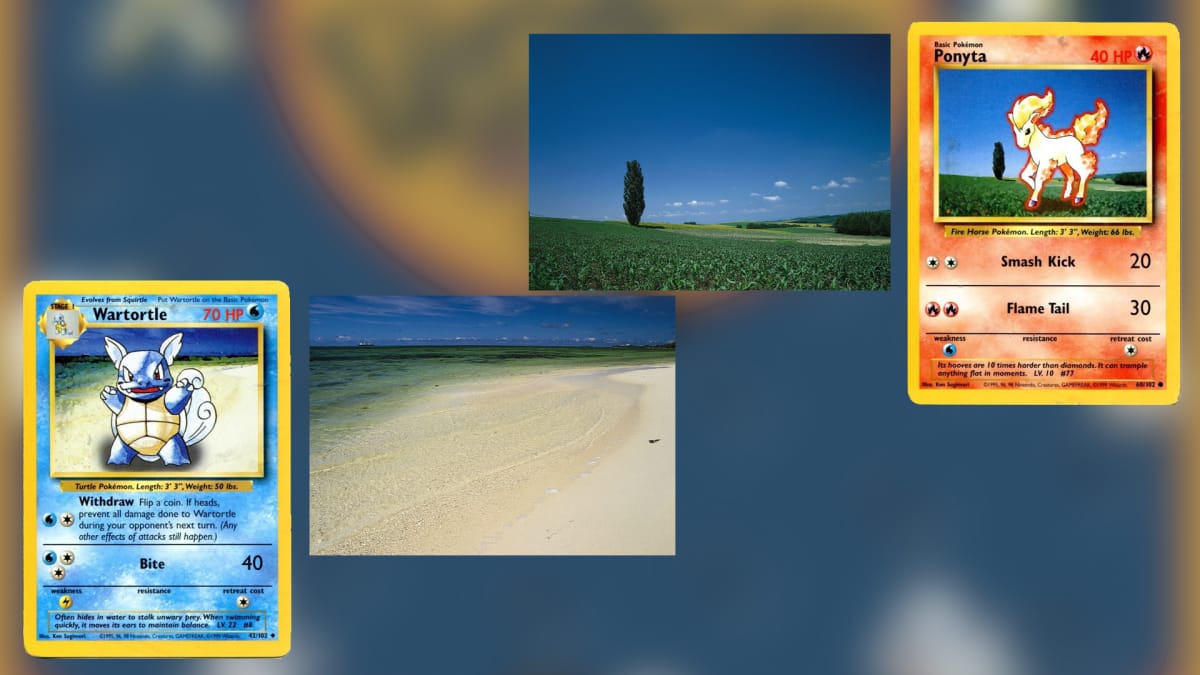 Basic Pokémon
Ponyta 40 HP
Fire Horse Pokémon. Length: 3' 3", Weight: 66 lbs.
Smash Kick 20
Flame Tail 30
weakness resistance retreat cost
Its hooves are 10 times harder than diamonds. It can trample
anything flat in moments. LV. 10 #77
Illus. Ken Sugimori ©1995, 96, 98 Nintendo, Creatures, GAMEFREAK. ©1999 Wizards. 60/102
STAGE 1 Evolves from Squirtle Put Wartortle on the Basic Pokémon
Wartortle 70 HP
Turtle Pokémon. Length: 3' 3", Weight: 50 lbs.
Withdraw Flip a coin. If heads,
prevent all damage done to Wartortle
during your opponent's next turn. (Any
other effects of attacks still happen.)
Bite 40
weakness resistance retreat cost
Often hides in water to stalk unwary prey. When swimming
quickly, it moves its ears to maintain balance. LV. 22 #8
Illus. Ken Sugimori ©1995, 96, 98 Nintendo, Creatures, GAMEFREAK. ©1999 Wizards. 42/102